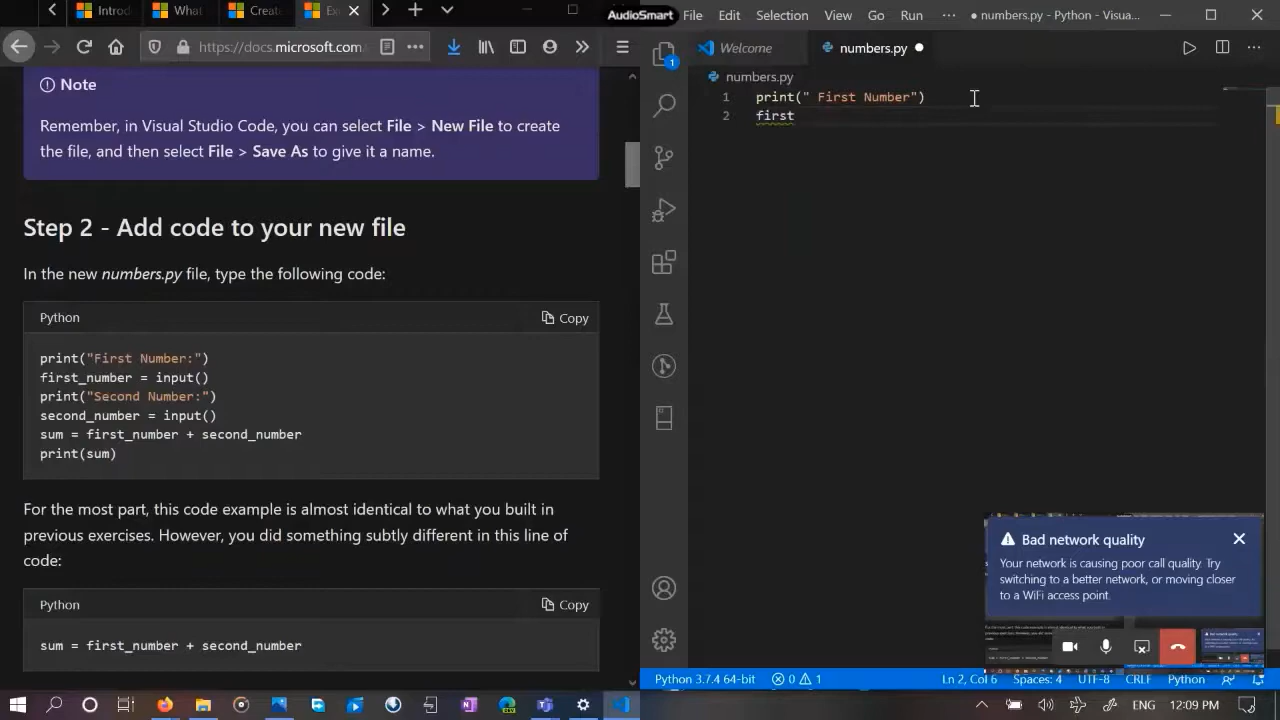 Introd
What
Create
Ex
https://docs.microsoft.com
Note
Remember, in Visual Studio Code, you can select File > New File to create
the file, and then select File > Save As to give it a name.
Step 2 - Add code to your new file
In the new numbers.py file, type the following code:
Python
Copy
print("First Number:")
first_number = input()
print("Second Number:")
second_number = input()
sum = first_number + second_number
print(sum)
For the most part, this code example is almost identical to what you built in
previous exercises. However, you did something subtly different in this line of
code:
Python
Copy
sum = first_number + second_number
AudioSmart
File Edit Selection View Go Run ··· ● numbers.py - Python - Visua...
Welcome
numbers.py
numbers.py
1 print(" First Number")
2 first
1
Bad network quality
Your network is causing poor call quality. Try
switching to a better network, or moving closer
to a WiFi access point.
Python 3.7.4 64-bit 0 1 Ln 2, Col 6 Spaces: 4 UTF-8 CRLF Python
ENG 12:09 PM